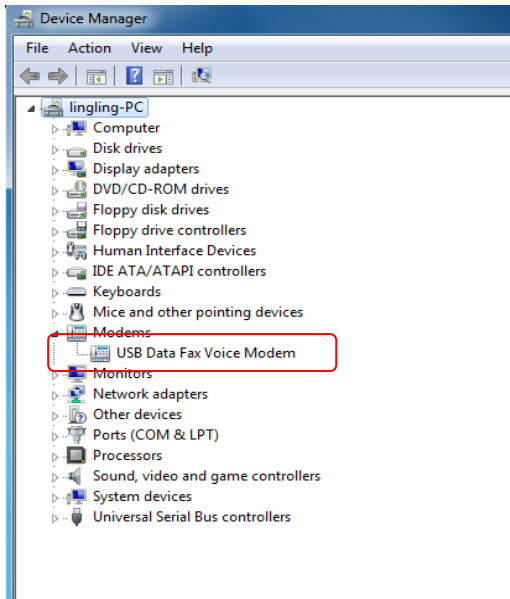 Device Manager
File Action View Help
lingling-PC
Computer
Disk drives
Display adapters
DVD/CD-ROM drives
Floppy disk drives
Floppy drive controllers
Human Interface Devices
IDE ATA/ATAPI controllers
Keyboards
Mice and other pointing devices
Modems
USB Data Fax Voice Modem
Monitors
Network adapters
Other devices
Ports (COM & LPT)
Processors
Sound, video and game controllers
System devices
Universal Serial Bus controllers